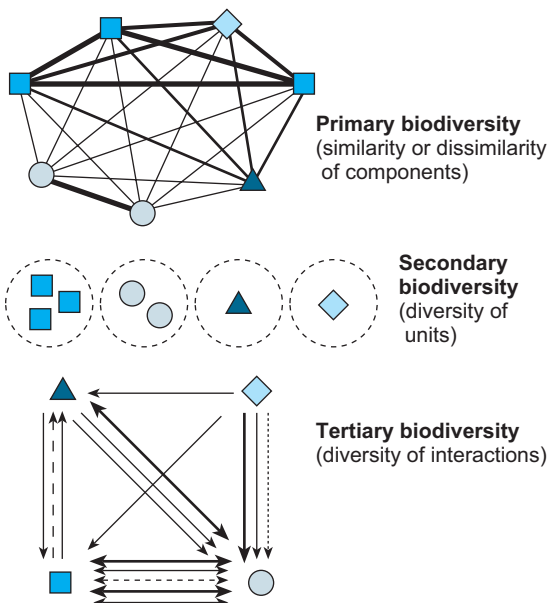 Primary biodiversity
(similarity or dissimilarity
of components)
Secondary
biodiversity
(diversity of
units)
Tertiary biodiversity
(diversity of interactions)